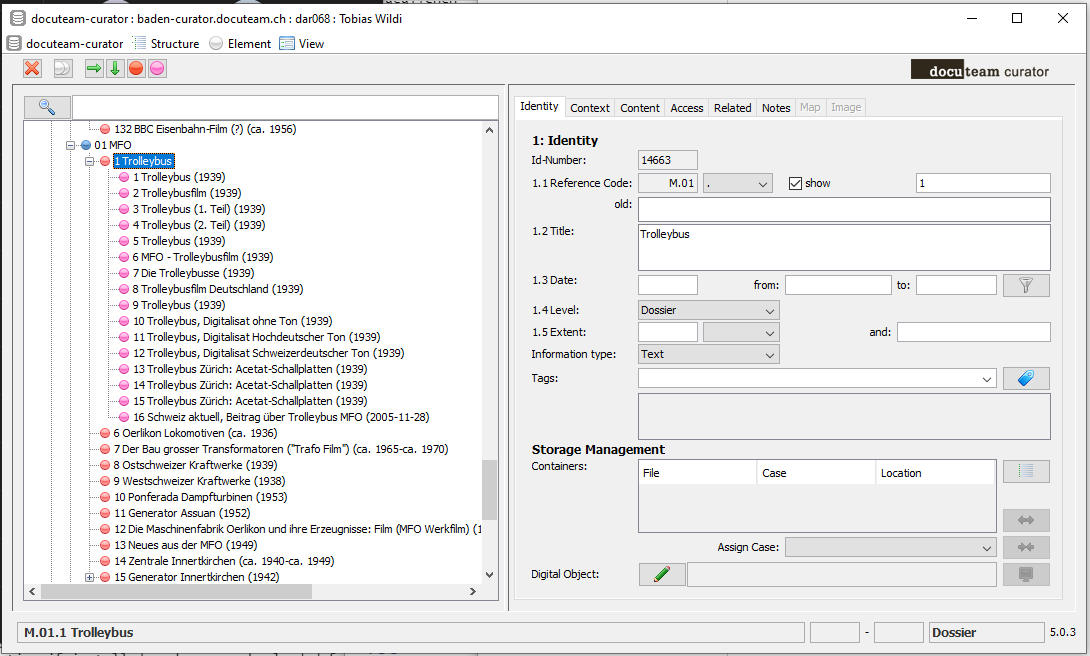 docuteam-curator : baden-curator.docuteam.ch : dar068 : Tobias Wildi
docuteam-curator Structure Element View
docuteam curator
132 BBC Eisenbahn-Film (?) (ca. 1956)
01 MFO
1 Trolleybus
1 Trolleybus (1939)
2 Trolleybusfilm (1939)
3 Trolleybus (1. Teil) (1939)
4 Trolleybus (2. Teil) (1939)
5 Trolleybus (1939)
6 MFO - Trolleybusfilm (1939)
7 Die Trolleybusse (1939)
8 Trolleybusfilm Deutschland (1939)
9 Trolleybus (1939)
10 Trolleybus, Digitalisat ohne Ton (1939)
11 Trolleybus, Digitalisat Hochdeutscher Ton (1939)
12 Trolleybus, Digitalisat Schweizerdeutscher Ton (1939)
13 Trolleybus Zürich: Acetat-Schallplatten (1939)
14 Trolleybus Zürich: Acetat-Schallplatten (1939)
15 Trolleybus Zürich: Acetat-Schallplatten (1939)
16 Schweiz aktuell, Beitrag über Trolleybus MFO (2005-11-28)
6 Oerlikon Lokomotiven (ca. 1936)
7 Der Bau grosser Transformatoren ("Trafo Film") (ca. 1965-ca. 1970)
8 Ostschweizer Kraftwerke (1939)
9 Westschweizer Kraftwerke (1938)
10 Ponferada Dampfturbinen (1953)
11 Generator Assuan (1952)
12 Die Maschinenfabrik Oerlikon und ihre Erzeugnisse: Film (MFO Werkfilm) (1
13 Neues aus der MFO (1949)
14 Zentrale Innertkirchen (ca. 1940-ca. 1949)
15 Generator Innertkirchen (1942)
Identity Context Content Access Related Notes Map Image
1: Identity
Id-Number: 14663
1.1 Reference Code: M.01 . show 1
old:
1.2 Title: Trolleybus
1.3 Date: from: to:
1.4 Level: Dossier
1.5 Extent: and:
Information type: Text
Tags:
Storage Management
Containers: File Case Location
Assign Case:
Digital Object:
M.01.1 Trolleybus - Dossier 5.0.3